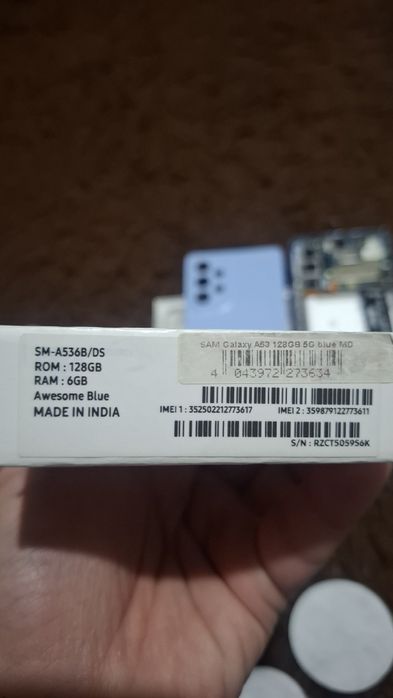 SM-A536B/DS
ROM : 128GB
RAM : 6GB
Awesome Blue
MADE IN INDIA
SAM Galaxy A53 128GB 5G blue MD
4 043972 273634
IMEI 1 : 352502212773617 IMEI 2 : 359879122773611
S/N : RZCT5059S6K